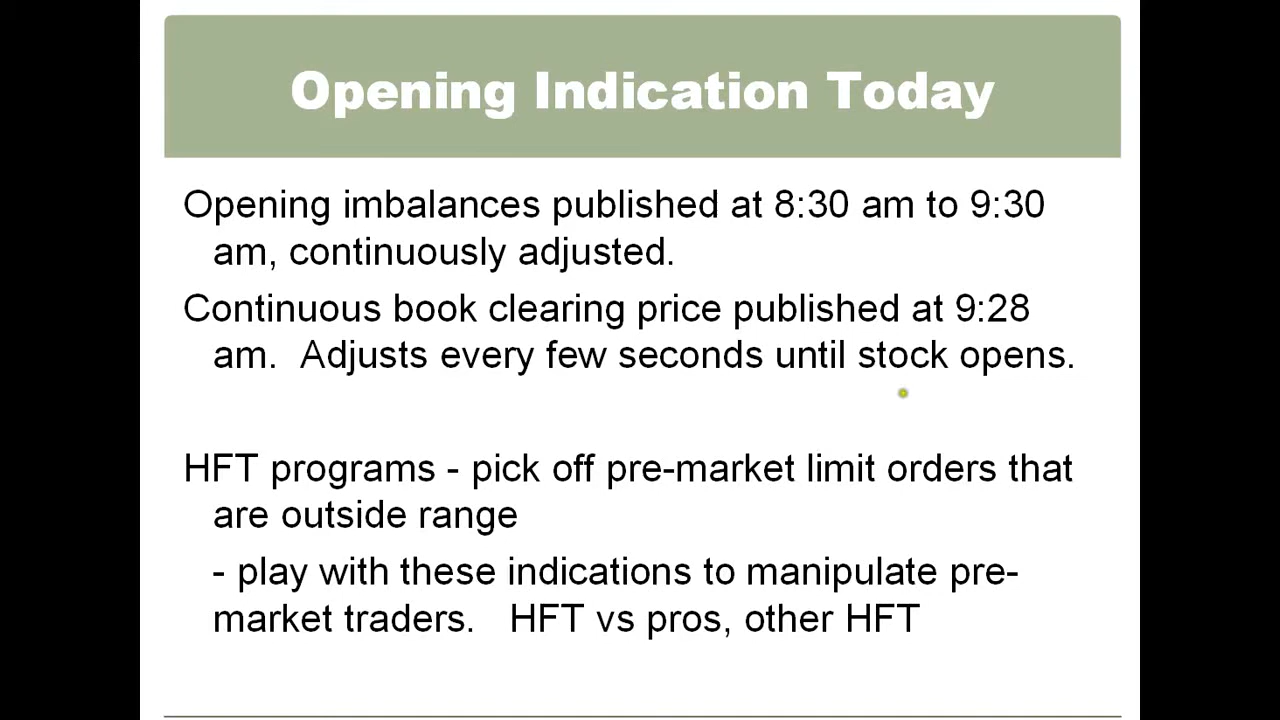 Opening Indication Today
Opening imbalances published at 8:30 am to 9:30
am, continuously adjusted.
Continuous book clearing price published at 9:28
am.  Adjusts every few seconds until stock opens.
HFT programs - pick off pre-market limit orders that
are outside range
- play with these indications to manipulate pre-
market traders.   HFT vs pros, other HFT